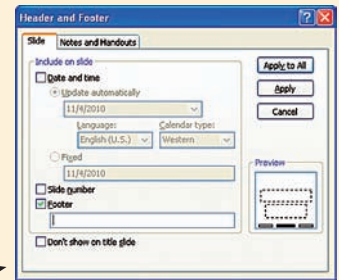 Header and Footer
Slide
Notes and Handouts
Include on slide
Date and time
Update automatically
11/4/2010
Language:
Calendar type:
English (U.S.)
Western
Fixed
11/4/2010
Slide number
Footer
Don't show on title slide
Apply to All
Apply
Cancel
Preview